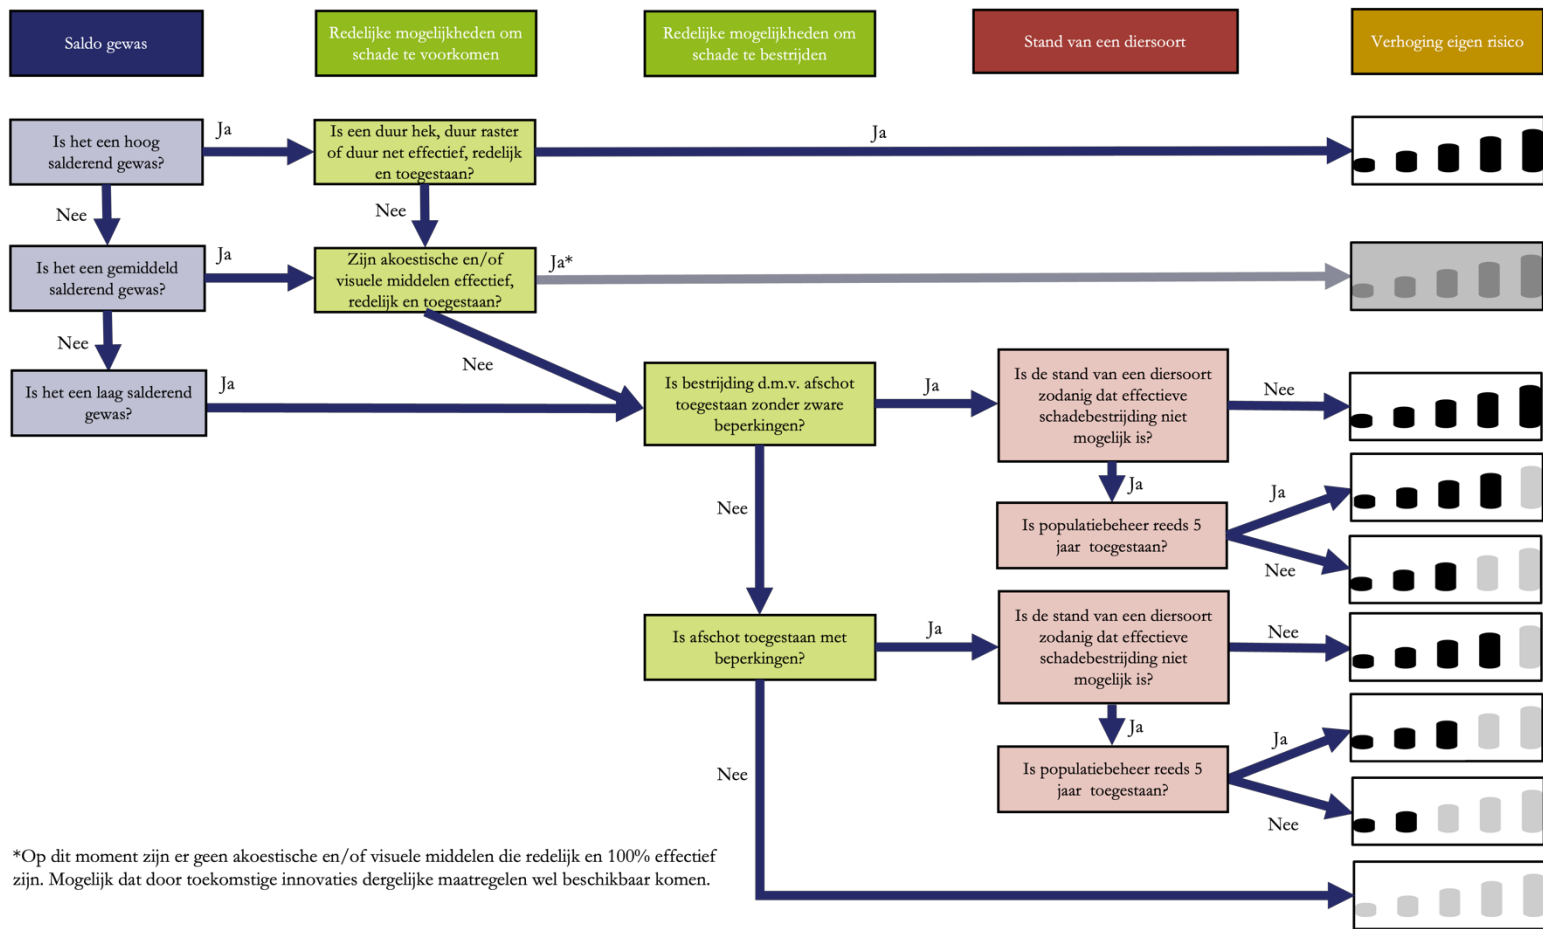 Saldo gewas
Redelijke mogelijkheden om
schade te voorkomen
Redelijke mogelijkheden om
schade te bestrijden
Stand van een diersoort
Verhoging eigen risico
Is het een hoog
salderend gewas?
Ja
Is een duur hek, duur raster
of duur net effectief, redelijk
en toegestaan?
Ja
Nee
Nee
Is het een gemiddeld
salderend gewas?
Ja
Zijn akoestische en/of
visuele middelen effectief,
redelijk en toegestaan?
Ja*
Nee
Nee
Is het een laag salderend
gewas?
Ja
Is bestrijding d.m.v. afschot
toegestaan zonder zware
beperkingen?
Ja
Is de stand van een diersoort
zodanig dat effectieve
schadebestrijding niet
mogelijk is?
Nee
Ja
Nee
Is populatiebeheer reeds 5
jaar toegestaan?
Ja
Nee
Is afschot toegestaan met
beperkingen?
Ja
Is de stand van een diersoort
zodanig dat effectieve
schadebestrijding niet
mogelijk is?
Nee
Ja
Nee
Is populatiebeheer reeds 5
jaar toegestaan?
Ja
Nee
*Op dit moment zijn er geen akoestische en/of visuele middelen die redelijk en 100% effectief
zijn. Mogelijk dat door toekomstige innovaties dergelijke maatregelen wel beschikbaar komen.